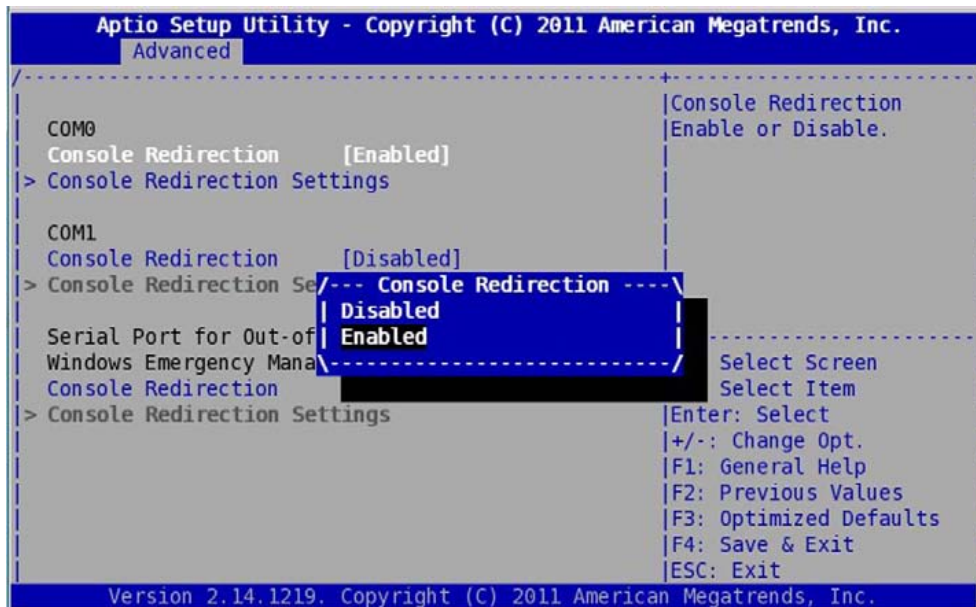 Aptio Setup Utility - Copyright (C) 2011 American Megatrends, Inc.
Advanced
COM0
Console Redirection [Enabled]
> Console Redirection Settings
COM1
Console Redirection [Disabled]
> Console Redirection Se
Serial Port for Out-of
Windows Emergency Mana
Console Redirection
> Console Redirection Settings
/--- Console Redirection ----\
Disabled
Enabled
Console Redirection
Enable or Disable.
Select Screen
Select Item
Enter: Select
+/-: Change Opt.
F1: General Help
F2: Previous Values
F3: Optimized Defaults
F4: Save & Exit
ESC: Exit
Version 2.14.1219. Copyright (C) 2011 American Megatrends, Inc.